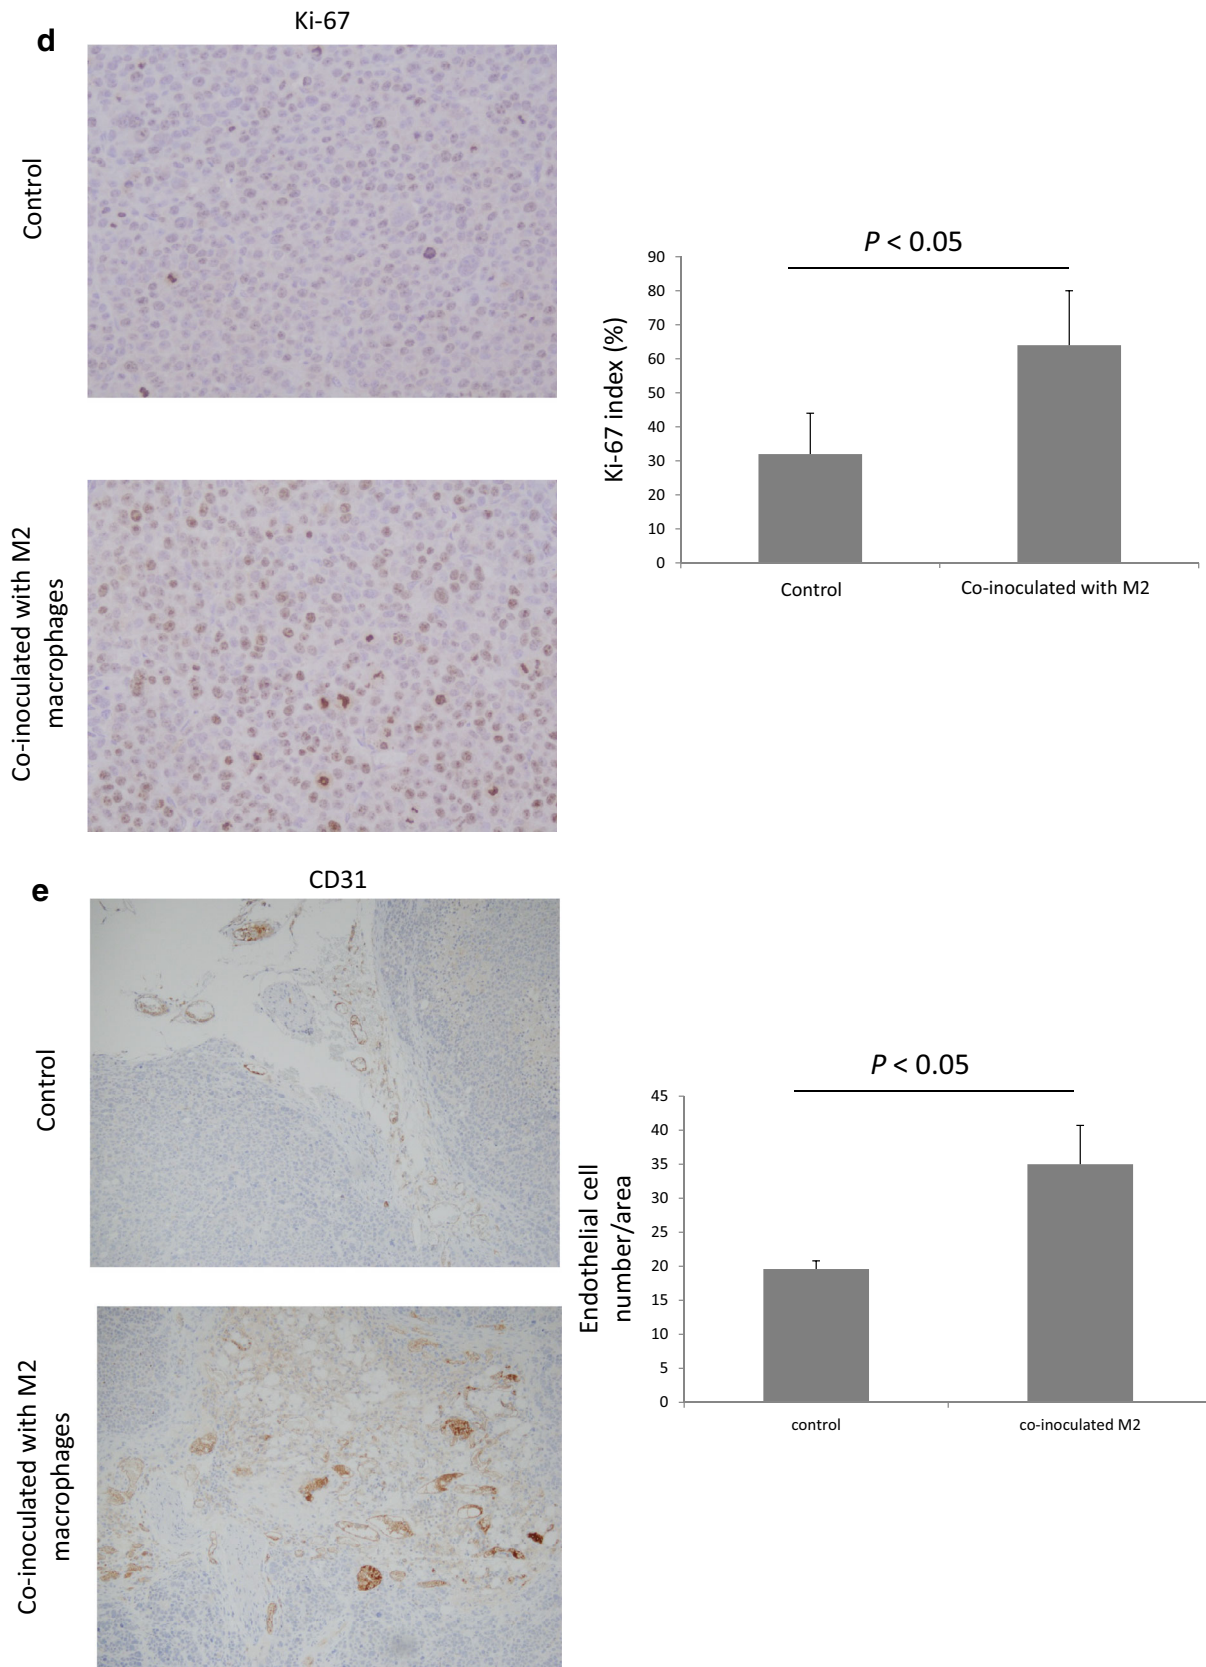 d
Ki-67
Control
Co-inoculated with M2
macrophages
P < 0.05
Ki-67 index (%)
90
80
70
60
50
40
30
20
10
0
Control
Co-inoculated with M2
e
CD31
Control
Co-inoculated with M2
macrophages
P < 0.05
Endothelial cell
number/area
45
40
35
30
25
20
15
10
5
0
control
co-inoculated M2